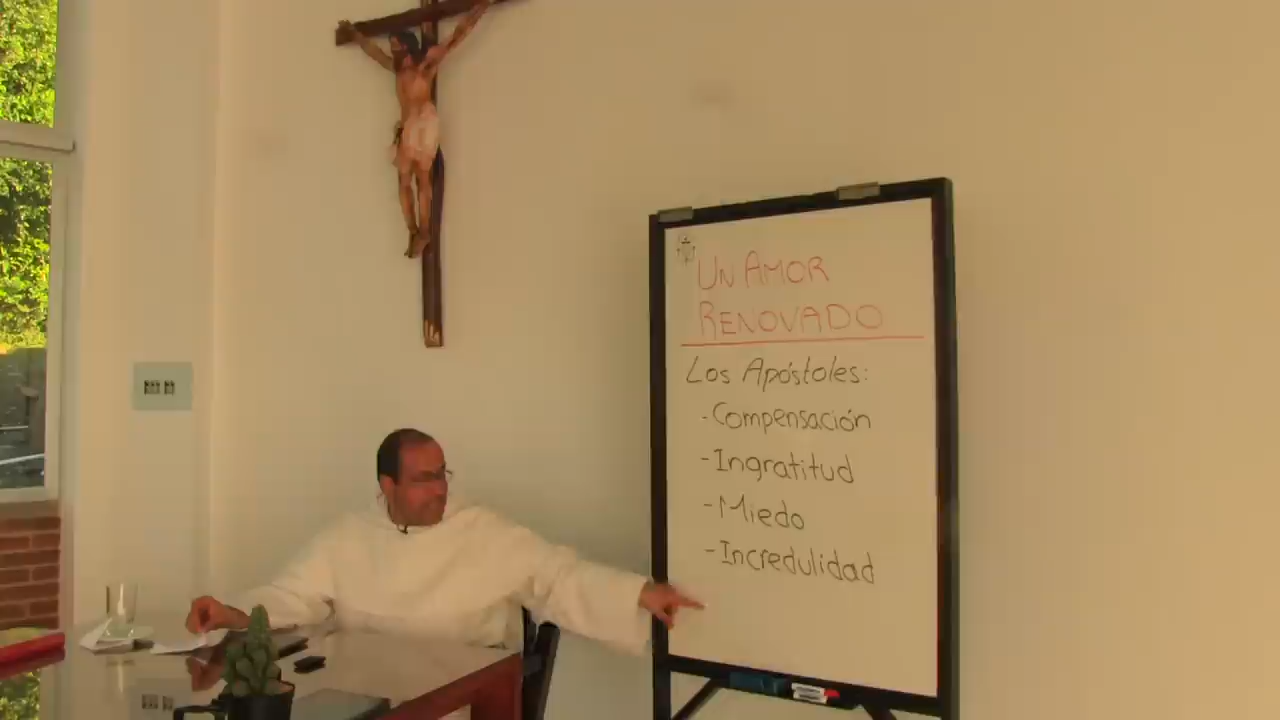 UN AMOR
RENOVADO
Los Apóstoles:
-Compensación
-Ingratitud
-Miedo
-Incredulidad